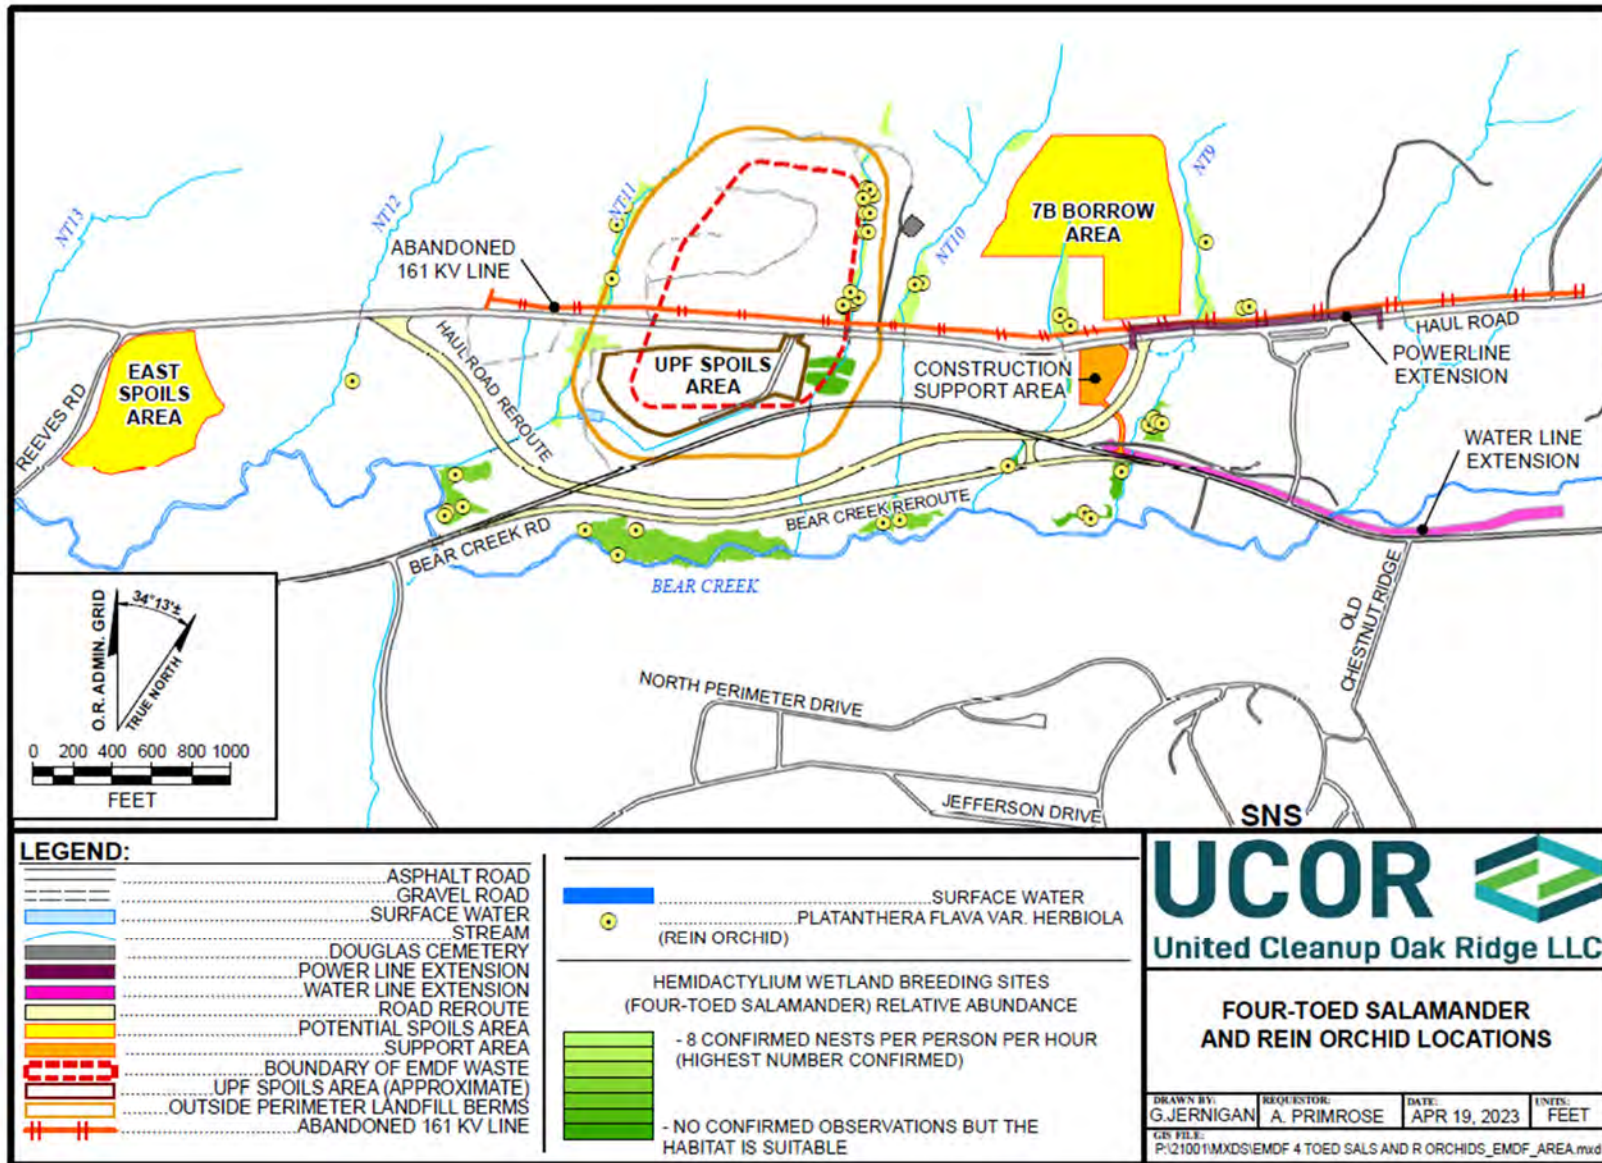 NT13
NT12
NT11
NT10
NT9
ABANDONED
161 KV LINE
7B BORROW
AREA
HAUL ROAD
POWERLINE
EXTENSION
EAST
SPOILS
AREA
REEVES RD
HAUL ROAD REROUTE
UPF SPOILS
AREA
CONSTRUCTION
SUPPORT AREA
WATER LINE
EXTENSION
BEAR CREEK RD
BEAR CREEK REROUTE
BEAR CREEK
OLD
CHESTNUT RIDGE
NORTH PERIMETER DRIVE
JEFFERSON DRIVE
SNS
O.R. ADMIN. GRID
34°13'±
TRUE NORTH
0 200 400 600 800 1000
FEET
LEGEND:
ASPHALT ROAD
GRAVEL ROAD
SURFACE WATER
STREAM
DOUGLAS CEMETERY
POWER LINE EXTENSION
WATER LINE EXTENSION
ROAD REROUTE
POTENTIAL SPOILS AREA
SUPPORT AREA
BOUNDARY OF EMDF WASTE
UPF SPOILS AREA (APPROXIMATE)
OUTSIDE PERIMETER LANDFILL BERMS
ABANDONED 161 KV LINE
SURFACE WATER
PLATANTHERA FLAVA VAR. HERBIOLA
(REIN ORCHID)
HEMIDACTYLIUM WETLAND BREEDING SITES
(FOUR-TOED SALAMANDER) RELATIVE ABUNDANCE
- 8 CONFIRMED NESTS PER PERSON PER HOUR
(HIGHEST NUMBER CONFIRMED)
- NO CONFIRMED OBSERVATIONS BUT THE
HABITAT IS SUITABLE
UCOR
United Cleanup Oak Ridge LLC
FOUR-TOED SALAMANDER
AND REIN ORCHID LOCATIONS
DRAWN BY: REQUESTOR: DATE: UNITS:
G.JERNIGAN A. PRIMROSE APR 19, 2023 FEET
GIS FILE:
P:\21001\MXDS\EMDF 4 TOED SALS AND R ORCHIDS_EMDF_AREA.mxd